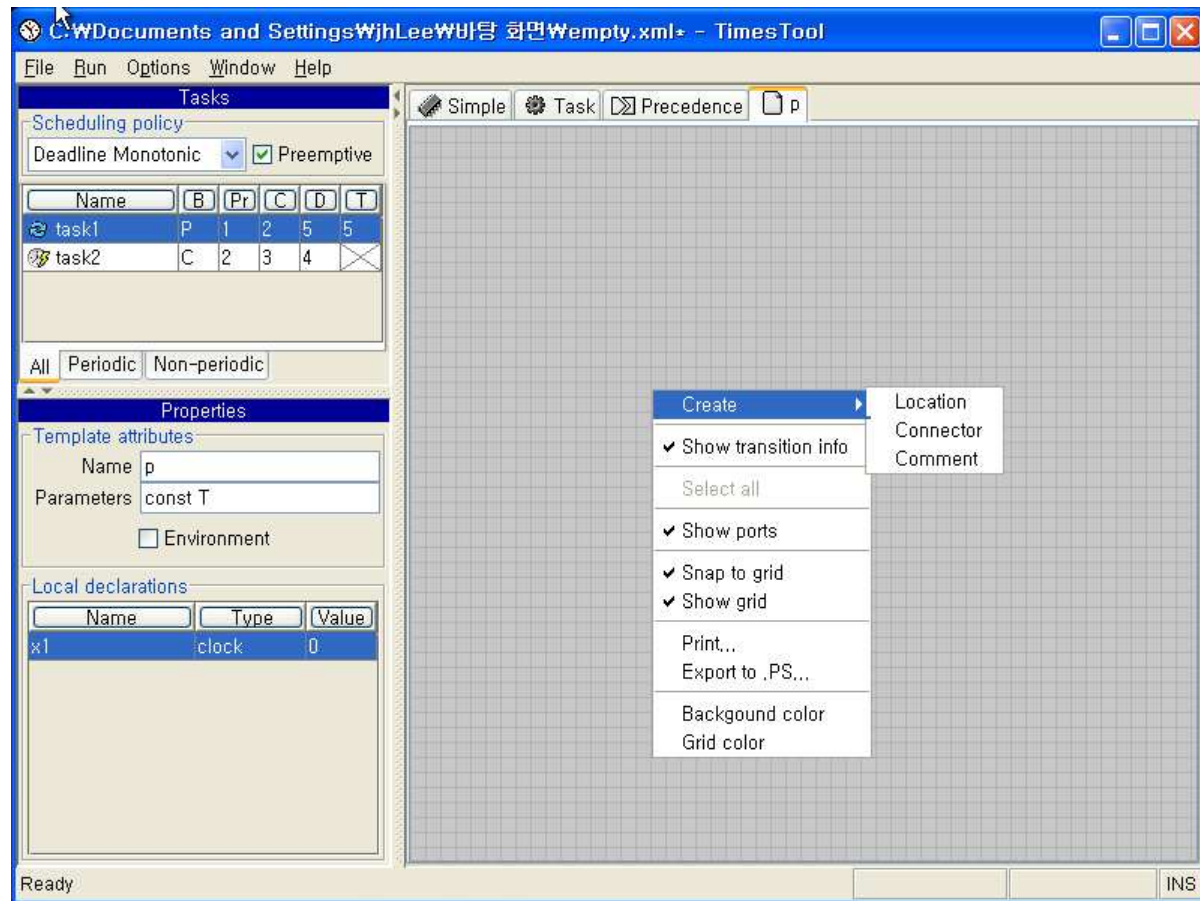 C:₩Documents and Settings₩jhLee₩바탕 화면₩empty.xml* - TimesTool
File Run Options Window Help
Tasks
Scheduling policy
Deadline Monotonic Preemptive
Name B Pr C D T
task1 P 1 2 5 5
task2 C 2 3 4
All Periodic Non-periodic
Properties
Template attributes
Name p
Parameters const T
Environment
Local declarations
Name Type Value
x1 clock 0
Simple Task Precedence p
Create
Show transition info
Select all
Show ports
Snap to grid
Show grid
Print...
Export to .PS...
Backgound color
Grid color
Location
Connector
Comment
Ready INS